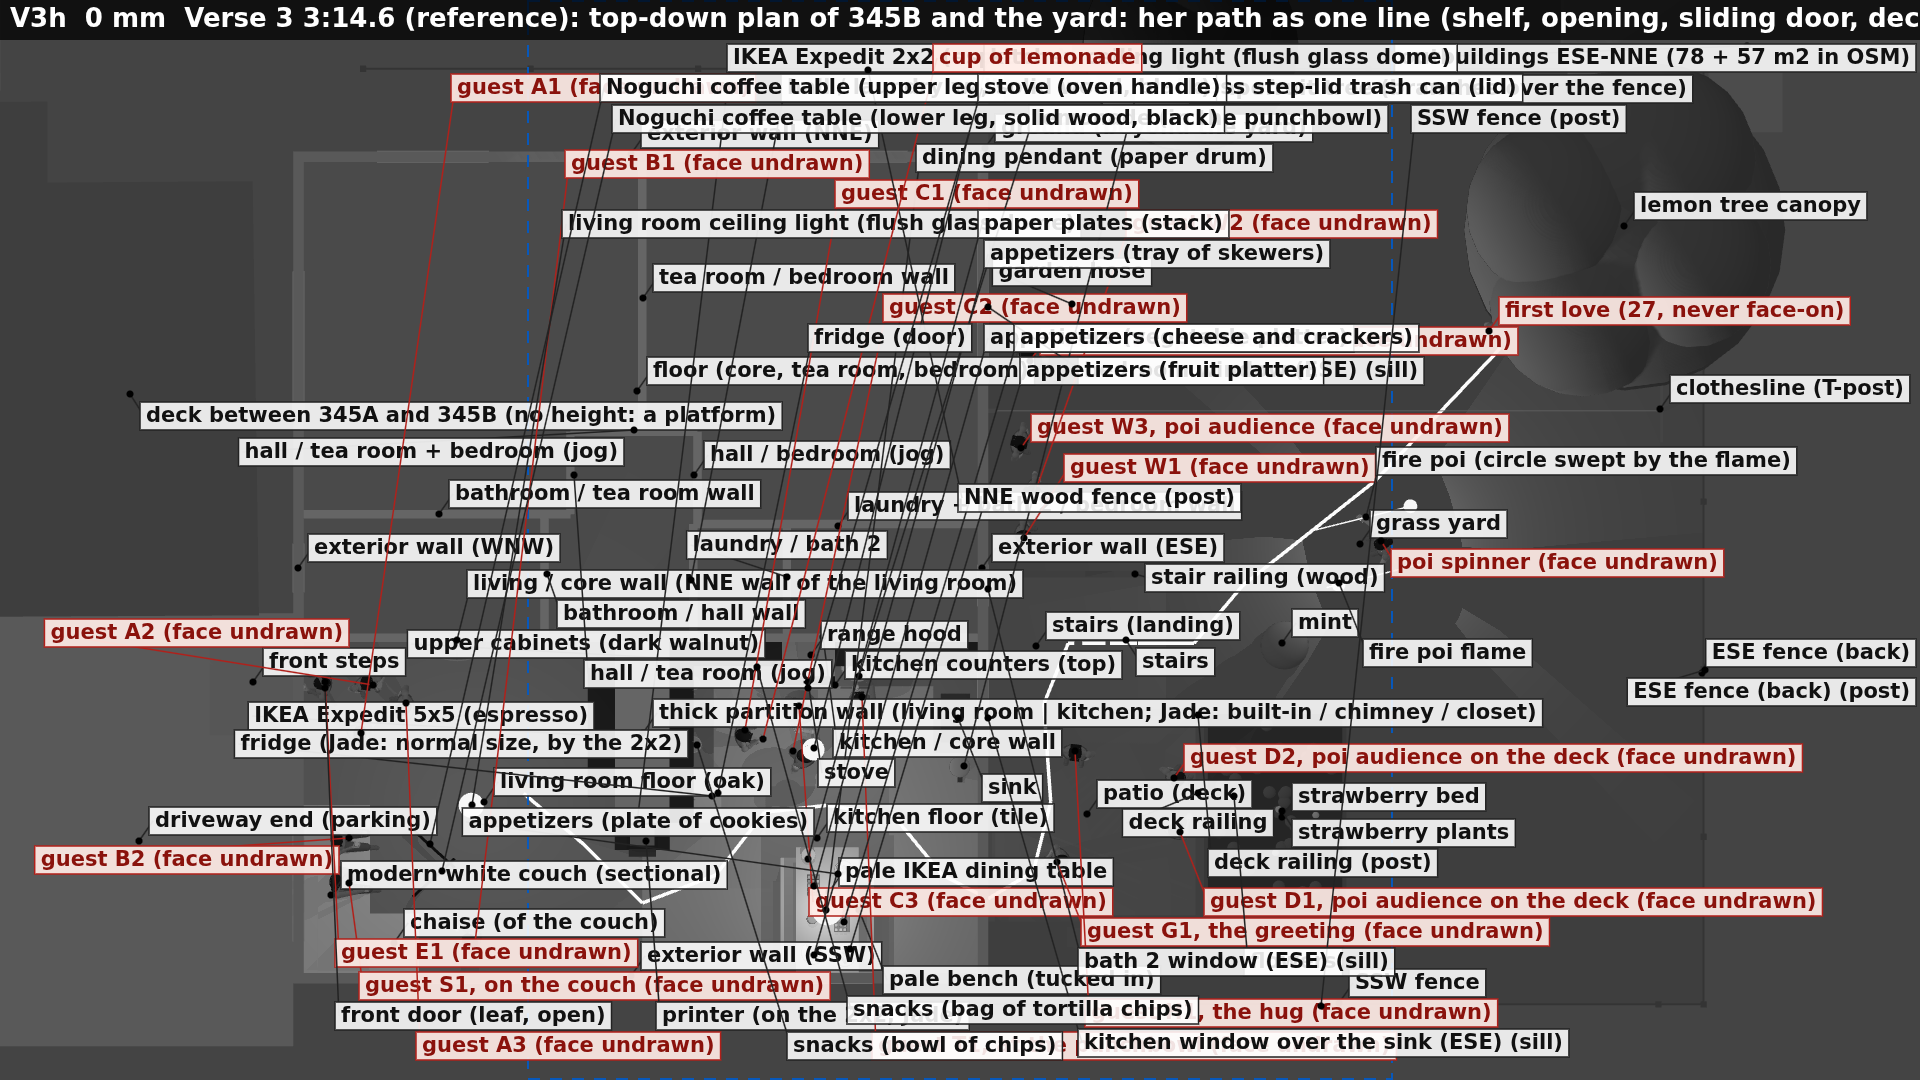 V3h 0 mm Verse 3 3:14.6 (reference): top-down plan of 345B and the yard: her path as one line (shelf, opening, sliding door, dec
IKEA Expedit 2x2
cup of lemonade
light (flush glass dome)
buildings ESE-NNE (78 + 57 m2 in OSM)
guest A1 (fa
Noguchi coffee table (upper leg
stove (oven handle)
step-lid trash can (lid)
ver the fence)
Noguchi coffee table (lower leg, solid wood, black)
e punchbowl)
SSW fence (post)
exterior wall (NNE)
dining pendant (paper drum)
guest B1 (face undrawn)
guest C1 (face undrawn)
lemon tree canopy
living room ceiling light (flush glas
paper plates (stack)
2 (face undrawn)
appetizers (tray of skewers)
tea room / bedroom wall
garden hose
guest C2 (face undrawn)
first love (27, never face-on)
fridge (door)
appetizers (cheese and crackers)
ndrawn)
floor (core, tea room, bedroom
appetizers (fruit platter)
SE) (sill)
clothesline (T-post)
deck between 345A and 345B (no height: a platform)
guest W3, poi audience (face undrawn)
hall / tea room + bedroom (jog)
hall / bedroom (jog)
fire poi (circle swept by the flame)
guest W1 (face undrawn)
bathroom / tea room wall
laundry
NNE wood fence (post)
grass yard
exterior wall (WNW)
laundry / bath 2
exterior wall (ESE)
poi spinner (face undrawn)
living / core wall (NNE wall of the living room)
stair railing (wood)
bathroom / hall wall
guest A2 (face undrawn)
upper cabinets (dark walnut)
range hood
stairs (landing)
mint
front steps
hall / tea room (jog)
kitchen counters (top)
stairs
fire poi flame
ESE fence (back)
ESE fence (back) (post)
IKEA Expedit 5x5 (espresso)
thick partition wall (living room | kitchen; Jade: built-in / chimney / closet)
fridge (Jade: normal size, by the 2x2)
kitchen / core wall
guest D2, poi audience on the deck (face undrawn)
living room floor (oak)
stove
sink
patio (deck)
strawberry bed
driveway end (parking)
appetizers (plate of cookies)
kitchen floor (tile)
deck railing
strawberry plants
guest B2 (face undrawn)
modern white couch (sectional)
pale IKEA dining table
deck railing (post)
guest C3 (face undrawn)
guest D1, poi audience on the deck (face undrawn)
chaise (of the couch)
guest G1, the greeting (face undrawn)
guest E1 (face undrawn)
exterior wall (SSW)
bath 2 window (ESE) (sill)
guest S1, on the couch (face undrawn)
pale bench (tucked in)
SSW fence
front door (leaf, open)
printer (on the
snacks (bag of tortilla chips)
, the hug (face undrawn)
guest A3 (face undrawn)
snacks (bowl of chips)
kitchen window over the sink (ESE) (sill)